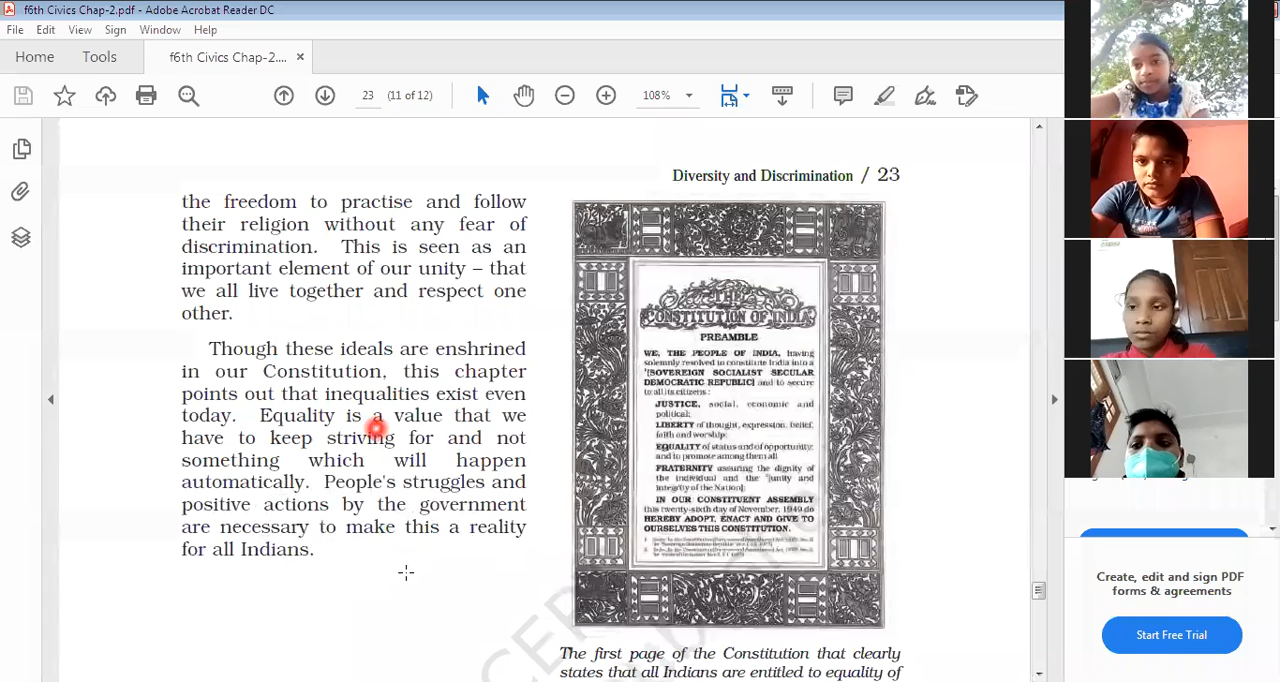 f6th Civics Chap-2.pdf - Adobe Acrobat Reader DC
File Edit View Sign Window Help
Home Tools f6th Civics Chap-2.... ×
23 (11 of 12) 108%
Diversity and Discrimination / 23
the freedom to practise and follow
their religion without any fear of
discrimination. This is seen as an
important element of our unity – that
we all live together and respect one
other.
Though these ideals are enshrined
in our Constitution, this chapter
points out that inequalities exist even
today. Equality is a value that we
have to keep striving for and not
something which will happen
automatically. People's struggles and
positive actions by the government
are necessary to make this a reality
for all Indians.
THE
CONSTITUTION OF INDIA
PREAMBLE
WE, THE PEOPLE OF INDIA, having
solemnly resolved to constitute India into a
[SOVEREIGN SOCIALIST SECULAR
DEMOCRATIC REPUBLIC] and to secure
to all its citizens :
JUSTICE, social, economic and
political;
LIBERTY of thought, expression, belief,
faith and worship;
EQUALITY of status and of opportunity;
and to promote among them all
FRATERNITY assuring the dignity of
the individual and the [unity and
integrity of the Nation];
IN OUR CONSTITUENT ASSEMBLY
this twenty-sixth day of November, 1949 do
HEREBY ADOPT, ENACT AND GIVE TO
OURSELVES THIS CONSTITUTION.
The first page of the Constitution that clearly
states that all Indians are entitled to equality of
Create, edit and sign PDF
forms & agreements
Start Free Trial